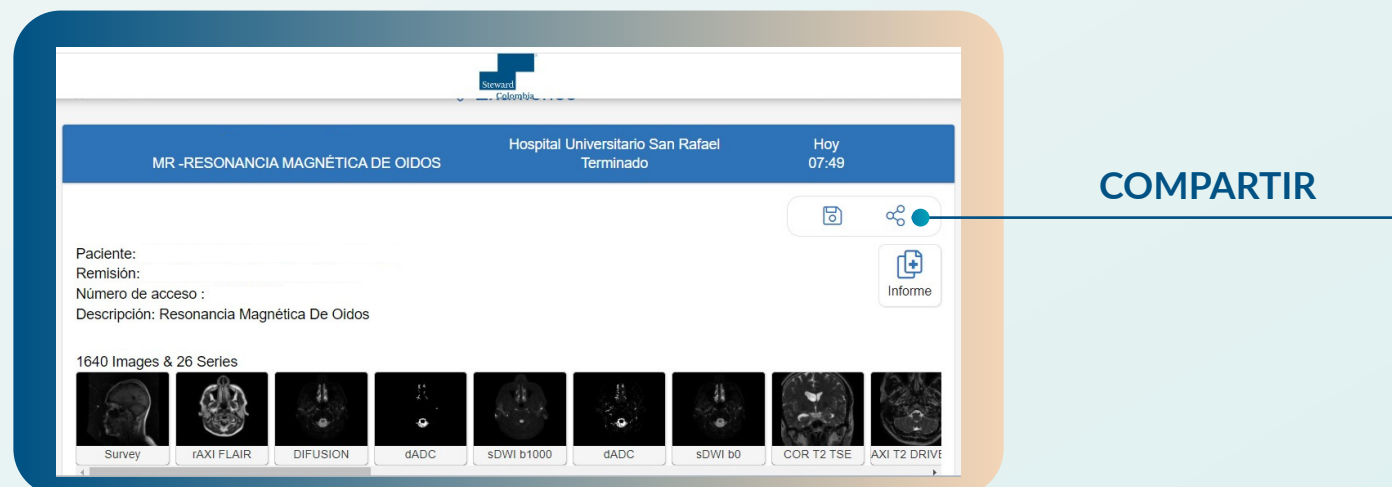 Steward
Colombia
MR -RESONANCIA MAGNÉTICA DE OIDOS
Hospital Universitario San Rafael
Terminado
Hoy
07:49
COMPARTIR
Paciente:
Remisión:
Número de acceso :
Descripción: Resonancia Magnética De Oidos
Informe
1640 Images & 26 Series
Survey
rAXI FLAIR
DIFUSION
dADC
sDWI b1000
dADC
sDWI b0
COR T2 TSE
AXI T2 DRIVE